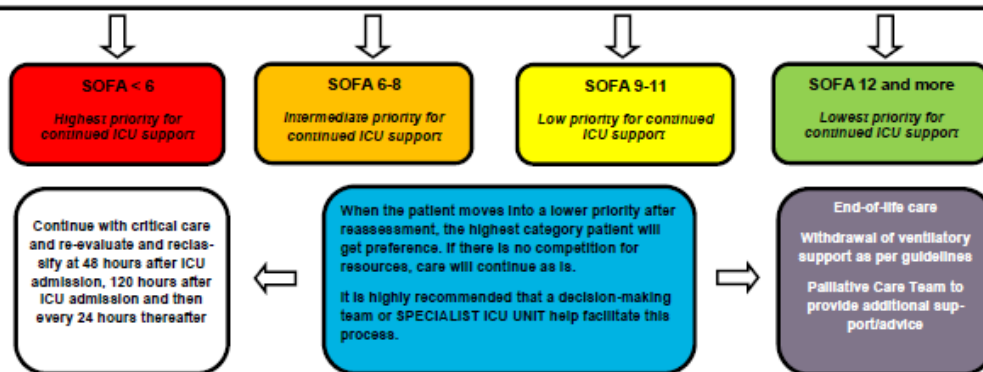 SOFA < 6
Highest priority for
continued ICU support
SOFA 6-8
Intermediate priority for
continued ICU support
SOFA 9-11
Low priority for continued
ICU support
SOFA 12 and more
Lowest priority for
continued ICU support
Continue with critical care
and re-evaluate and reclas-
sify at 48 hours after ICU
admission, 120 hours after
ICU admission and then
every 24 hours thereafter
When the patient moves into a lower priority after
reassessment, the highest category patient will
get preference. If there is no competition for
resources, care will continue as is.
It is highly recommended that a decision-making
team or SPECIALIST ICU UNIT help facilitate this
process.
End-of-life care
Withdrawal of ventilatory
support as per guidelines
Palliative Care Team to
provide additional sup-
port/advice